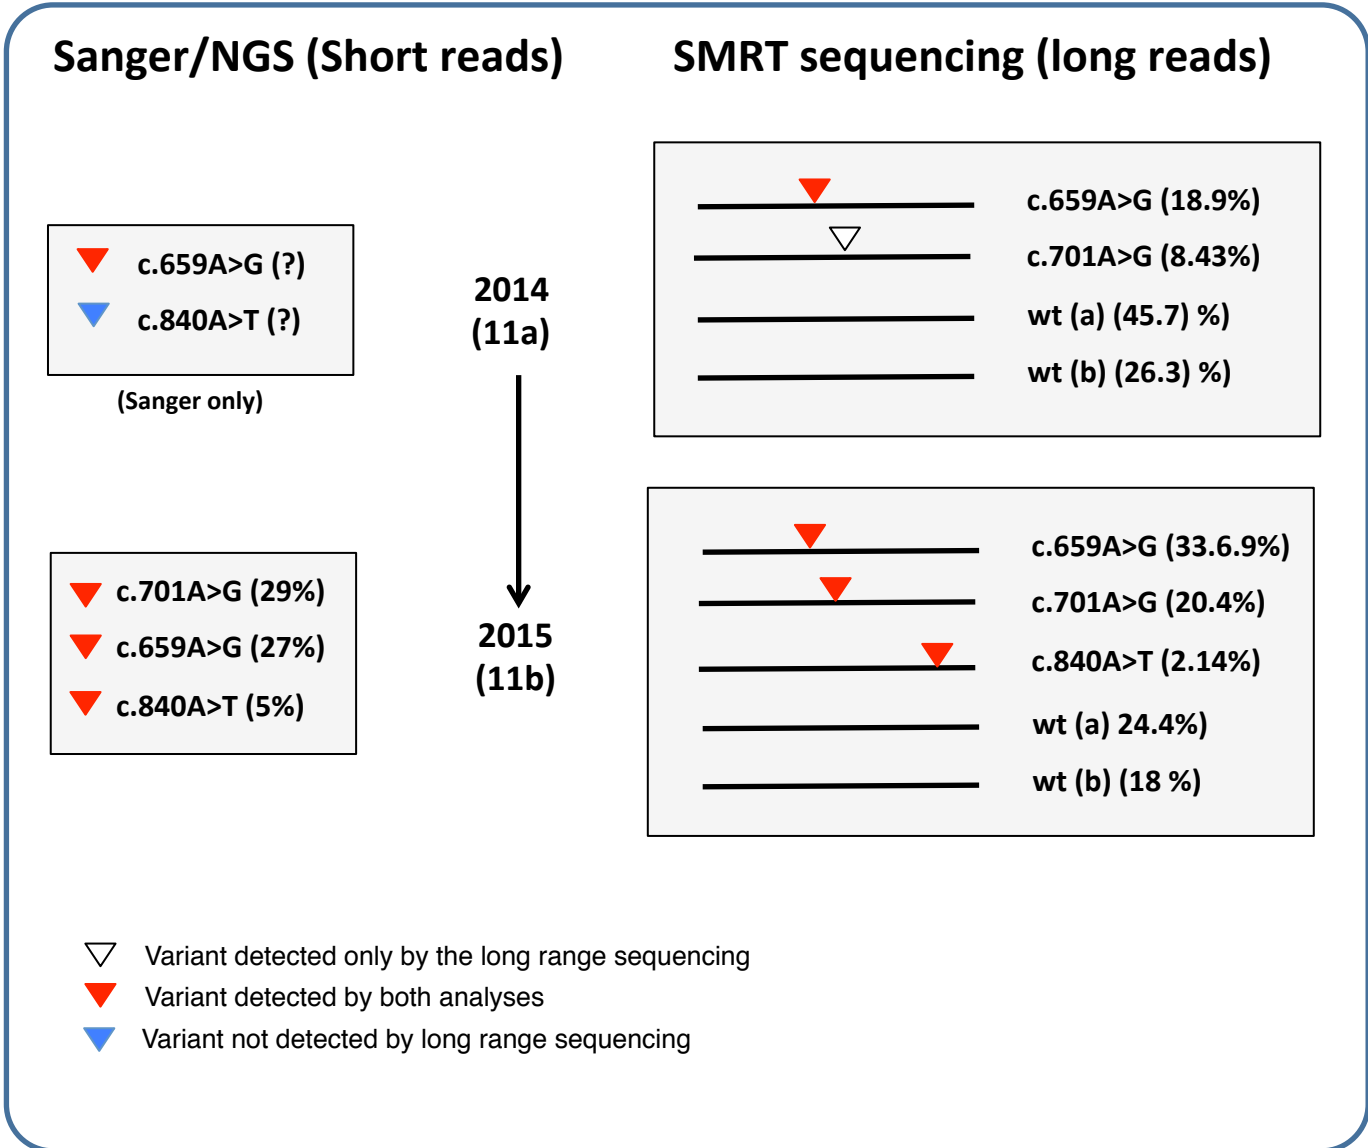 Sanger/NGS (Short reads)
SMRT sequencing (long reads)
c.659A>G (?)
c.840A>T (?)
(Sanger only)
2014
(11a)
c.659A>G (18.9%)
c.701A>G (8.43%)
wt (a) (45.7) %)
wt (b) (26.3) %)
c.701A>G (29%)
c.659A>G (27%)
c.840A>T (5%)
2015
(11b)
c.659A>G (33.6.9%)
c.701A>G (20.4%)
c.840A>T (2.14%)
wt (a) 24.4%)
wt (b) (18 %)
Variant detected only by the long range sequencing
Variant detected by both analyses
Variant not detected by long range sequencing